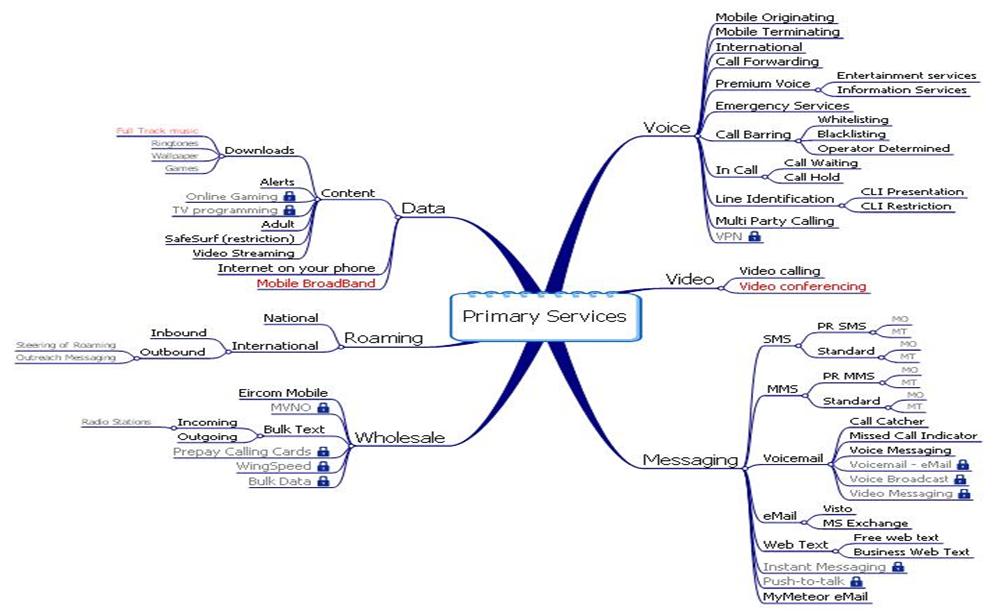 Primary Services
Voice
Mobile Originating
Mobile Terminating
International
Call Forwarding
Premium Voice
Entertainment services
Information Services
Emergency Services
Call Barring
Whitelisting
Blacklisting
Operator Determined
In Call
Call Waiting
Call Hold
Line Identification
CLI Presentation
CLI Restriction
Multi Party Calling
VPN
Video
Video calling
Video conferencing
Messaging
SMS
PR SMS
MO
MT
Standard
MO
MT
MMS
PR MMS
MO
MT
Standard
MO
MT
Voicemail
Call Catcher
Missed Call Indicator
Voice Messaging
Voicemail - eMail
Voice Broadcast
Video Messaging
eMail
Visto
MS Exchange
Web Text
Free web text
Business Web Text
Instant Messaging
Push-to-talk
MyMeteor eMail
Data
Content
Downloads
Full Track music
Ringtones
Wallpaper
Games
Alerts
Online Gaming
TV programming
Adult
SafeSurf (restriction)
Video Streaming
Internet on your phone
Mobile BroadBand
Roaming
National
International
Inbound
Outbound
Steering of Roaming
Outreach Messaging
Wholesale
Eircom Mobile
MVNO
Bulk Text
Incoming
Radio Stations
Outgoing
Prepay Calling Cards
WingSpeed
Bulk Data